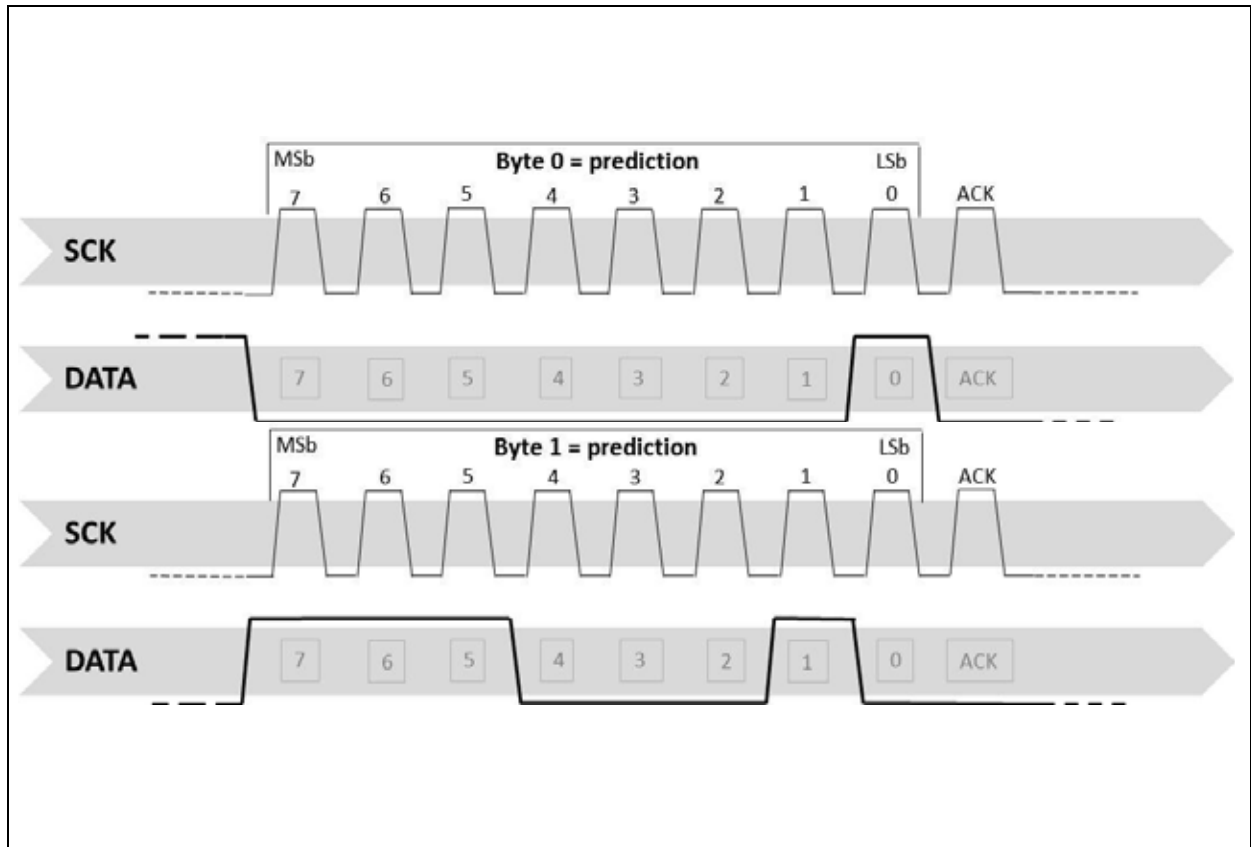 MSb Byte 0 = prediction LSb
7 6 5 4 3 2 1 0 ACK
SCK
DATA 7 6 5 4 3 2 1 0 ACK
MSb Byte 1 = prediction LSb
7 6 5 4 3 2 1 0 ACK
SCK
DATA 7 6 5 4 3 2 1 0 ACK